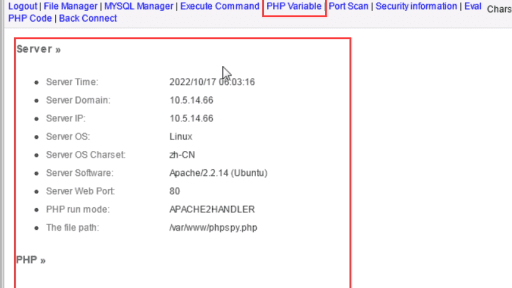 Logout | File Manager | MYSQL Manager | Execute Command | PHP Variable | Port Scan | Security information | Eval
PHP Code | Back Connect
Chars
Server »
Server Time: 2022/10/17 06:03:16
Server Domain: 10.5.14.66
Server IP: 10.5.14.66
Server OS: Linux
Server OS Charset: zh-CN
Server Software: Apache/2.2.14 (Ubuntu)
Server Web Port: 80
PHP run mode: APACHE2HANDLER
The file path: /var/www/phpspy.php
PHP »